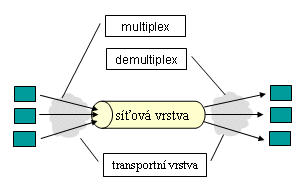 multiplex
demultiplex
síťová vrstva
transportní vrstva